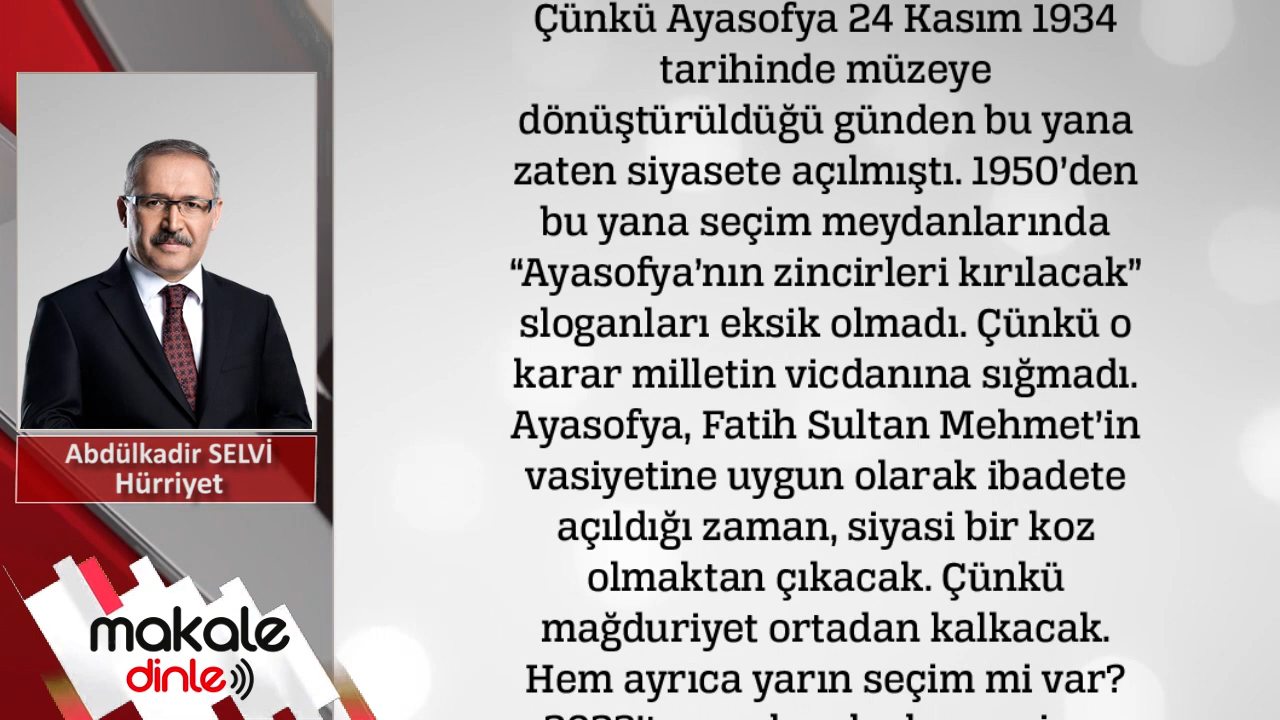 Çünkü Ayasofya 24 Kasım 1934
tarihinde müzeye
dönüştürüldüğü günden bu yana
zaten siyasete açılmıştı. 1950’den
bu yana seçim meydanlarında
“Ayasofya’nın zincirleri kırılacak”
sloganları eksik olmadı. Çünkü o
karar milletin vicdanına sığmadı.
Ayasofya, Fatih Sultan Mehmet’in
vasiyetine uygun olarak ibadete
açıldığı zaman, siyasi bir koz
olmaktan çıkacak. Çünkü
mağduriyet ortadan kalkacak.
Hem ayrıca yarın seçim mi var?
Abdülkadir SELVİ
Hürriyet
makale
dinle